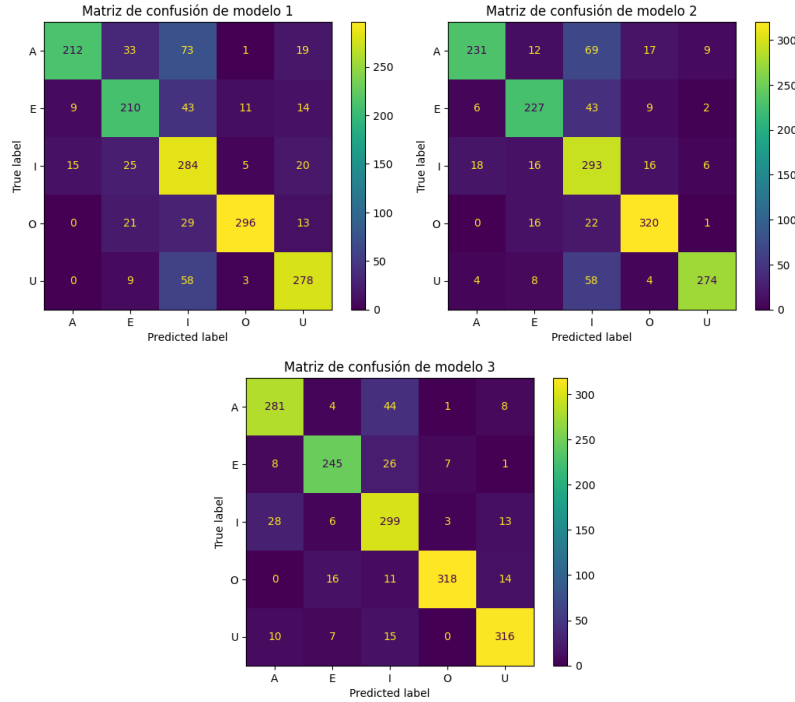 Matriz de confusión de modelo 1
True label
A 212 33 73 1 19
E 9 210 43 11 14
I 15 25 284 5 20
O 0 21 29 296 13
U 0 9 58 3 278
A E I O U
Predicted label
250
200
150
100
50
0
Matriz de confusión de modelo 2
True label
A 231 12 69 17 9
E 6 227 43 9 2
I 18 16 293 16 6
O 0 16 22 320 1
U 4 8 58 4 274
A E I O U
Predicted label
300
250
200
150
100
50
0
Matriz de confusión de modelo 3
True label
A 281 4 44 1 8
E 8 245 26 7 1
I 28 6 299 3 13
O 0 16 11 318 14
U 10 7 15 0 316
A E I O U
Predicted label
300
250
200
150
100
50
0